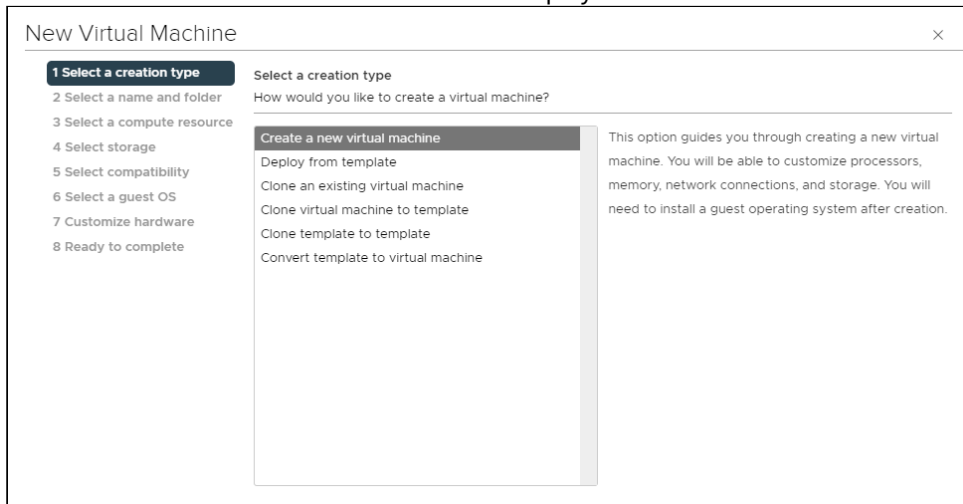 New Virtual Machine
1 Select a creation type
2 Select a name and folder
3 Select a compute resource
4 Select storage
5 Select compatibility
6 Select a guest OS
7 Customize hardware
8 Ready to complete
Select a creation type
How would you like to create a virtual machine?
Create a new virtual machine
Deploy from template
Clone an existing virtual machine
Clone virtual machine to template
Clone template to template
Convert template to virtual machine
This option guides you through creating a new virtual
machine. You will be able to customize processors,
memory, network connections, and storage. You will
need to install a guest operating system after creation.